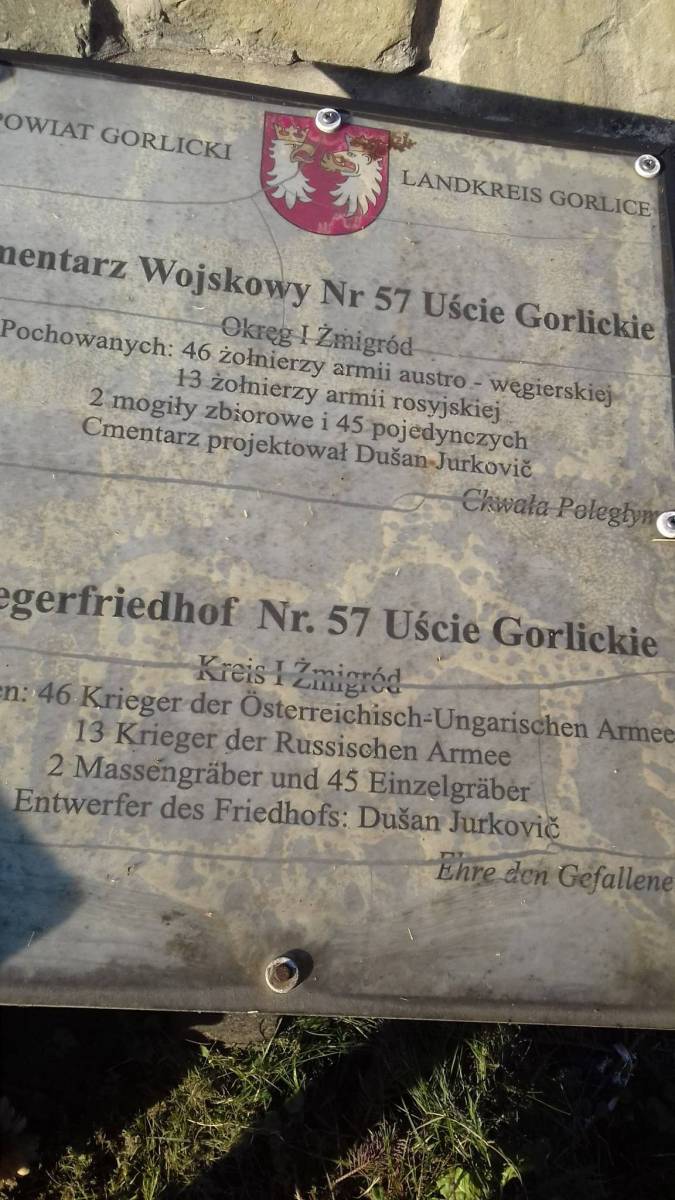 POWIAT GORLICKI
LANDKREIS GORLICE
mentarz Wojskowy Nr 57 Uście Gorlickie
Okręg I Żmigród
Pochowanych: 46 żołnierzy armii austro - węgierskiej
13 żołnierzy armii rosyjskiej
2 mogiły zbiorowe i 45 pojedynczych
Cmentarz projektował Dušan Jurkovič
Chwała Poległym
egerfriedhof Nr. 57 Uście Gorlickie
Kreis I Żmigród
en: 46 Krieger der Österreichisch-Ungarischen Armee
13 Krieger der Russischen Armee
2 Massengräber und 45 Einzelgräber
Entwerfer des Friedhofs: Dušan Jurkovič
Ehre den Gefallene